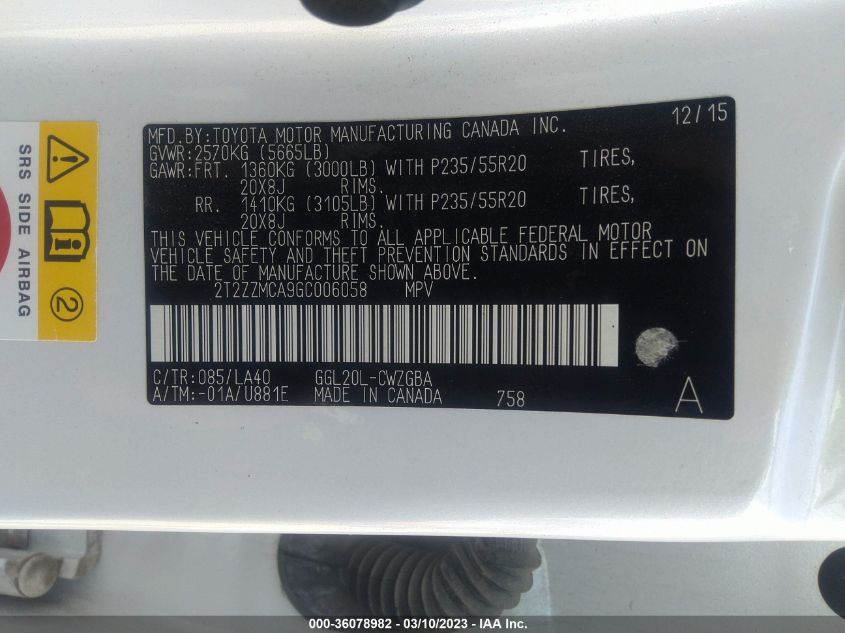 MFD.BY:TOYOTA MOTOR MANUFACTURING CANADA INC. 12/15
GVWR:2570KG (5665LB)
GAWR:FRT. 1360KG (3000LB) WITH P235/55R20 TIRES,
20X8J RIMS.
RR. 1410KG (3105LB) WITH P235/55R20 TIRES,
20X8J RIMS.
THIS VEHICLE CONFORMS TO ALL APPLICABLE FEDERAL MOTOR
VEHICLE SAFETY AND THEFT PREVENTION STANDARDS IN EFFECT ON
THE DATE OF MANUFACTURE SHOWN ABOVE.
2T2ZZMCA9GC006058 MPV
C/TR:085/LA40 GGL20L-CWZGBA
A/TM:-01A/U881E MADE IN CANADA 758 A
SRS SIDE AIRBAG
2
000-36078982 - 03/10/2023 - IAA Inc.